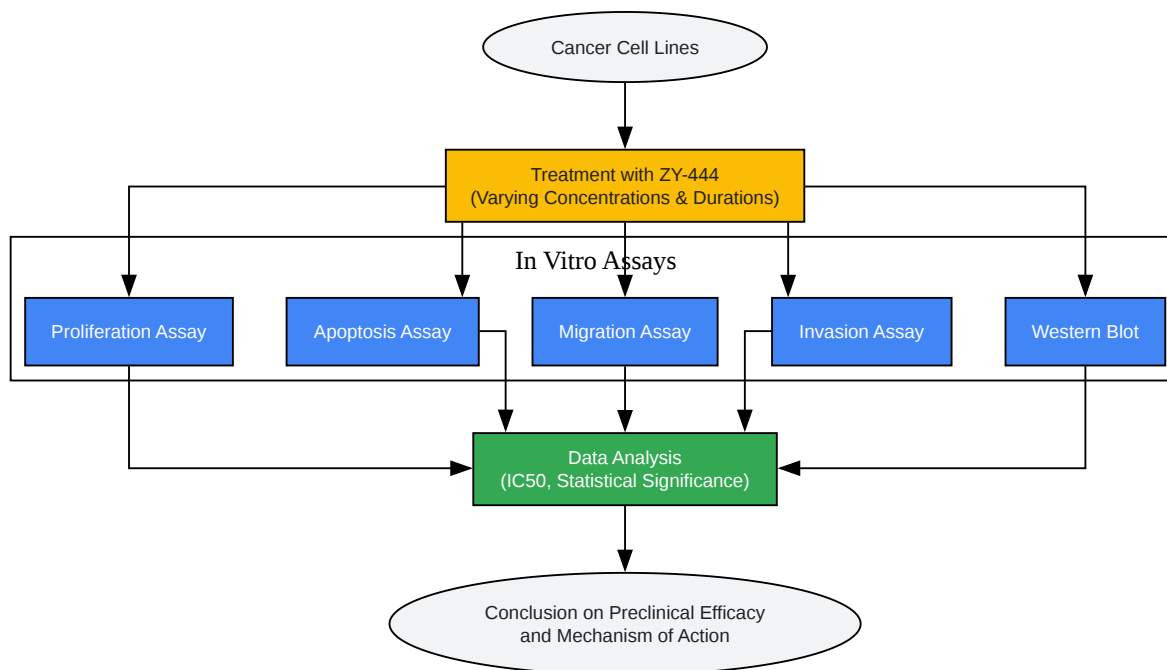 Cancer Cell Lines
Treatment with ZY-444
(Varying Concentrations & Durations)
In Vitro Assays
Proliferation Assay
Apoptosis Assay
Migration Assay
Invasion Assay
Western Blot
Data Analysis
(IC50, Statistical Significance)
Conclusion on Preclinical Efficacy
and Mechanism of Action